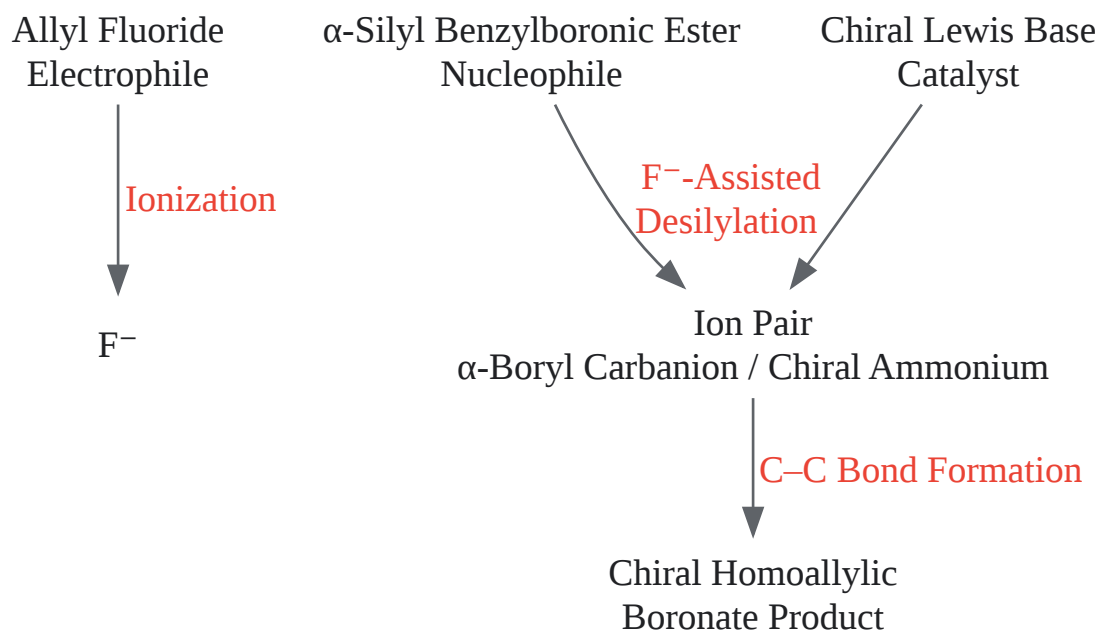 Allyl Fluoride
Electrophile
α-Silyl Benzylboronic Ester
Nucleophile
Chiral Lewis Base
Catalyst
Ionization
F⁻-Assisted
Desilylation
F⁻
Ion Pair
α-Boryl Carbanion / Chiral Ammonium
C–C Bond Formation
Chiral Homoallylic
Boronate Product